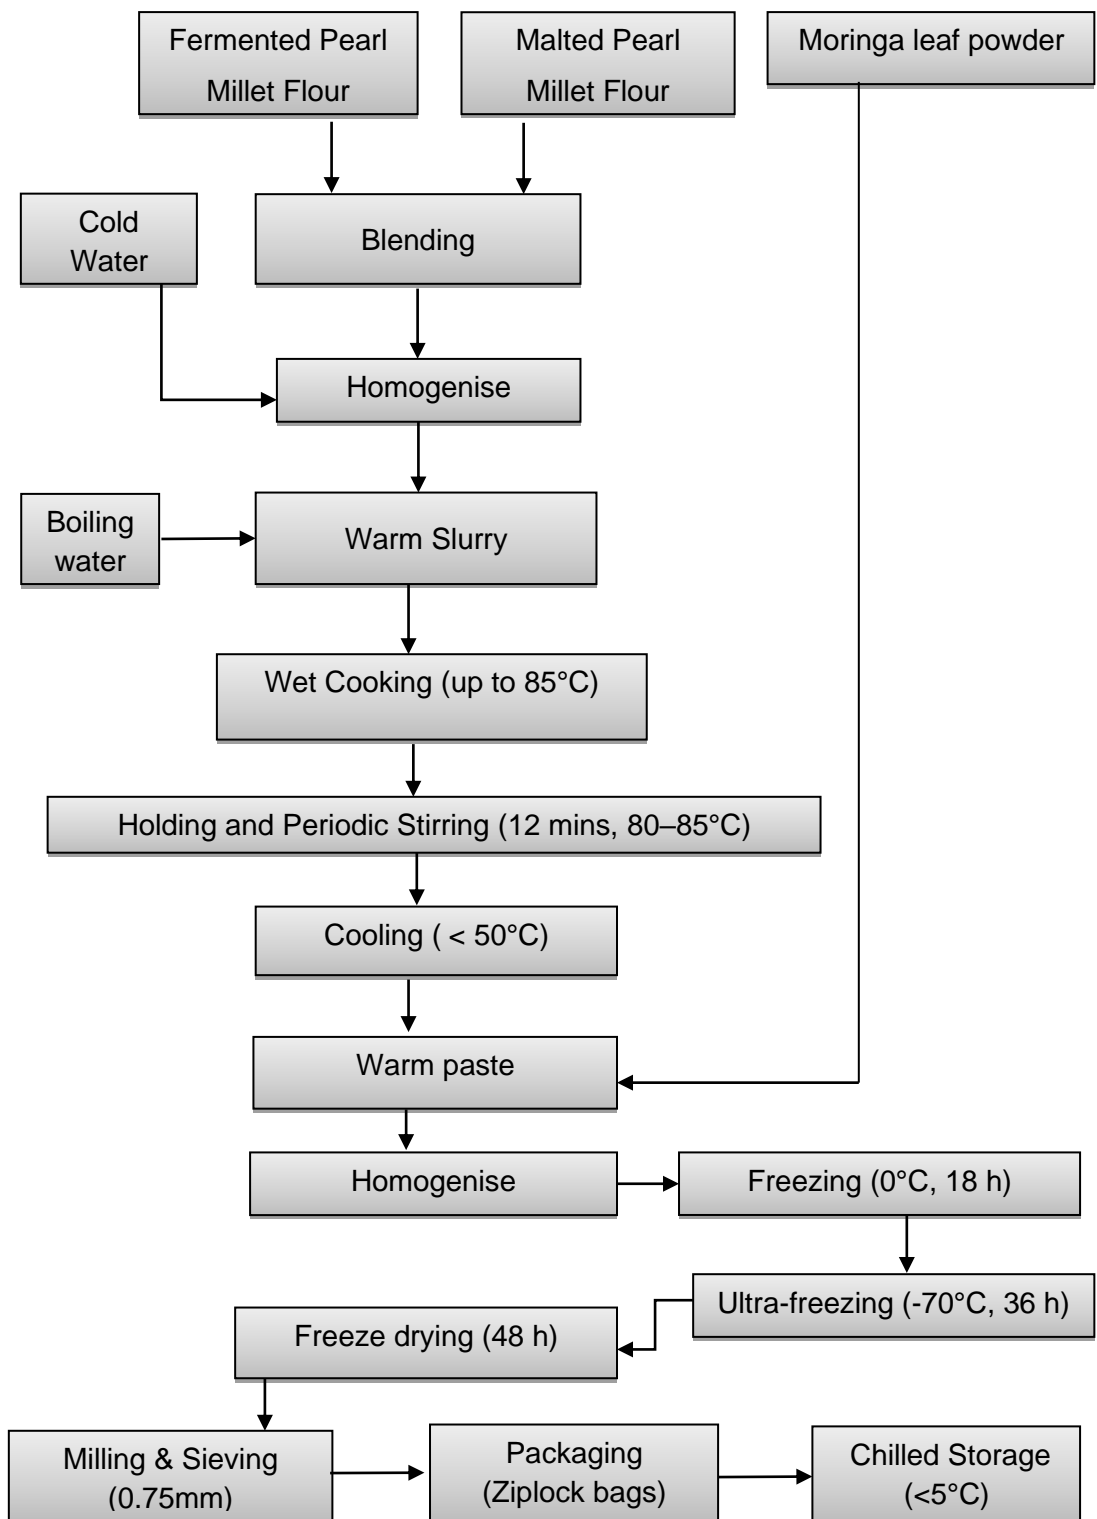 Fermented Pearl
Millet Flour
Malted Pearl
Millet Flour
Moringa leaf powder
Cold
Water
Blending
Homogenise
Boiling
water
Warm Slurry
Wet Cooking (up to 85°C)
Holding and Periodic Stirring (12 mins, 80–85°C)
Cooling ( < 50°C)
Warm paste
Homogenise
Freezing (0°C, 18 h)
Ultra-freezing (-70°C, 36 h)
Freeze drying (48 h)
Milling & Sieving
(0.75mm)
Packaging
(Ziplock bags)
Chilled Storage
(<5°C)